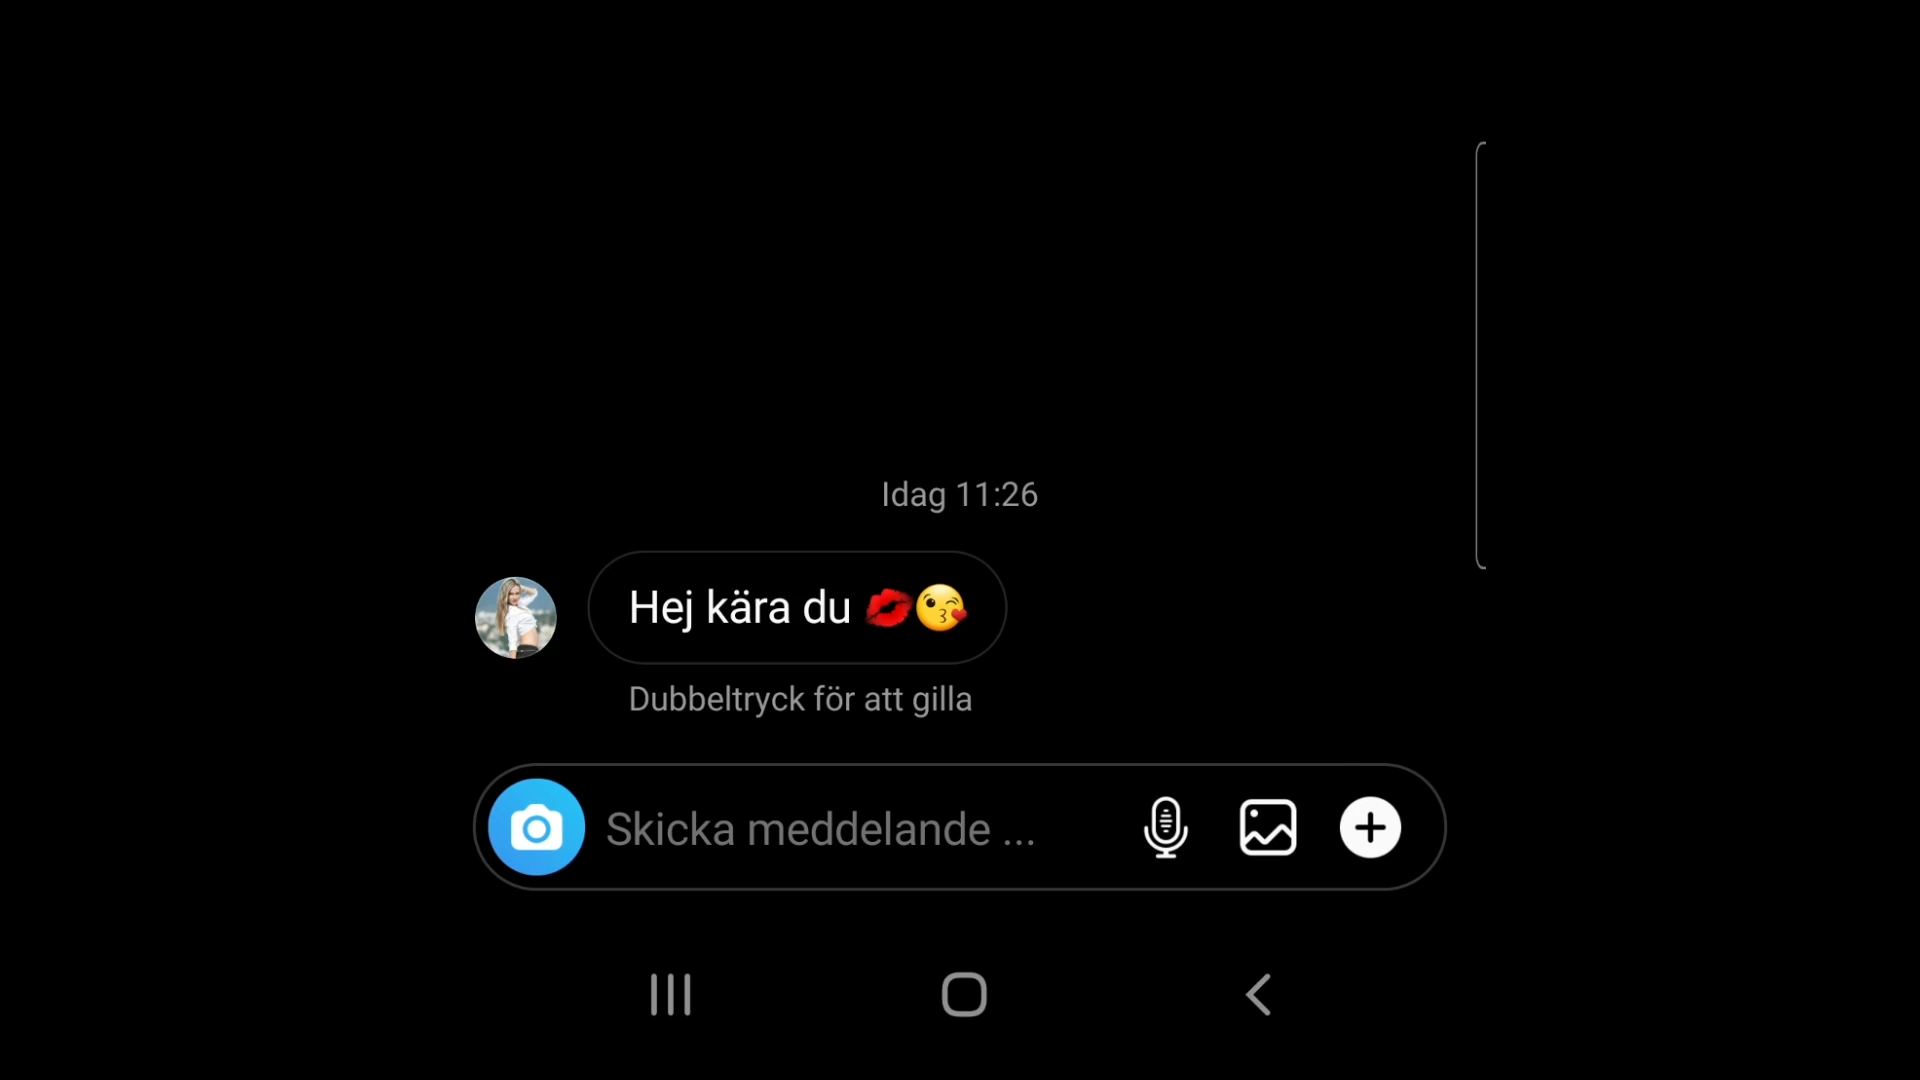 Idag 11:26
Hej kära du 💋😘
Dubbeltryck för att gilla
Skicka meddelande ...